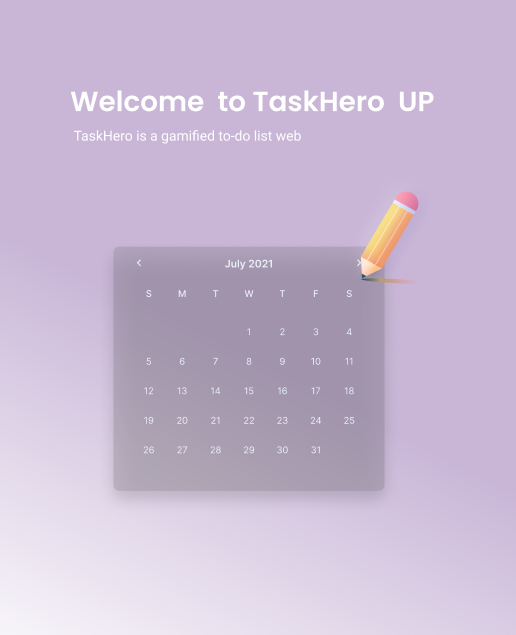 Welcome to TaskHero UP
TaskHero is a gamified to-do list web
July 2021
S M T W T F S
1 2 3 4
5 6 7 8 9 10 11
12 13 14 15 16 17 18
19 20 21 22 23 24 25
26 27 28 29 30 31